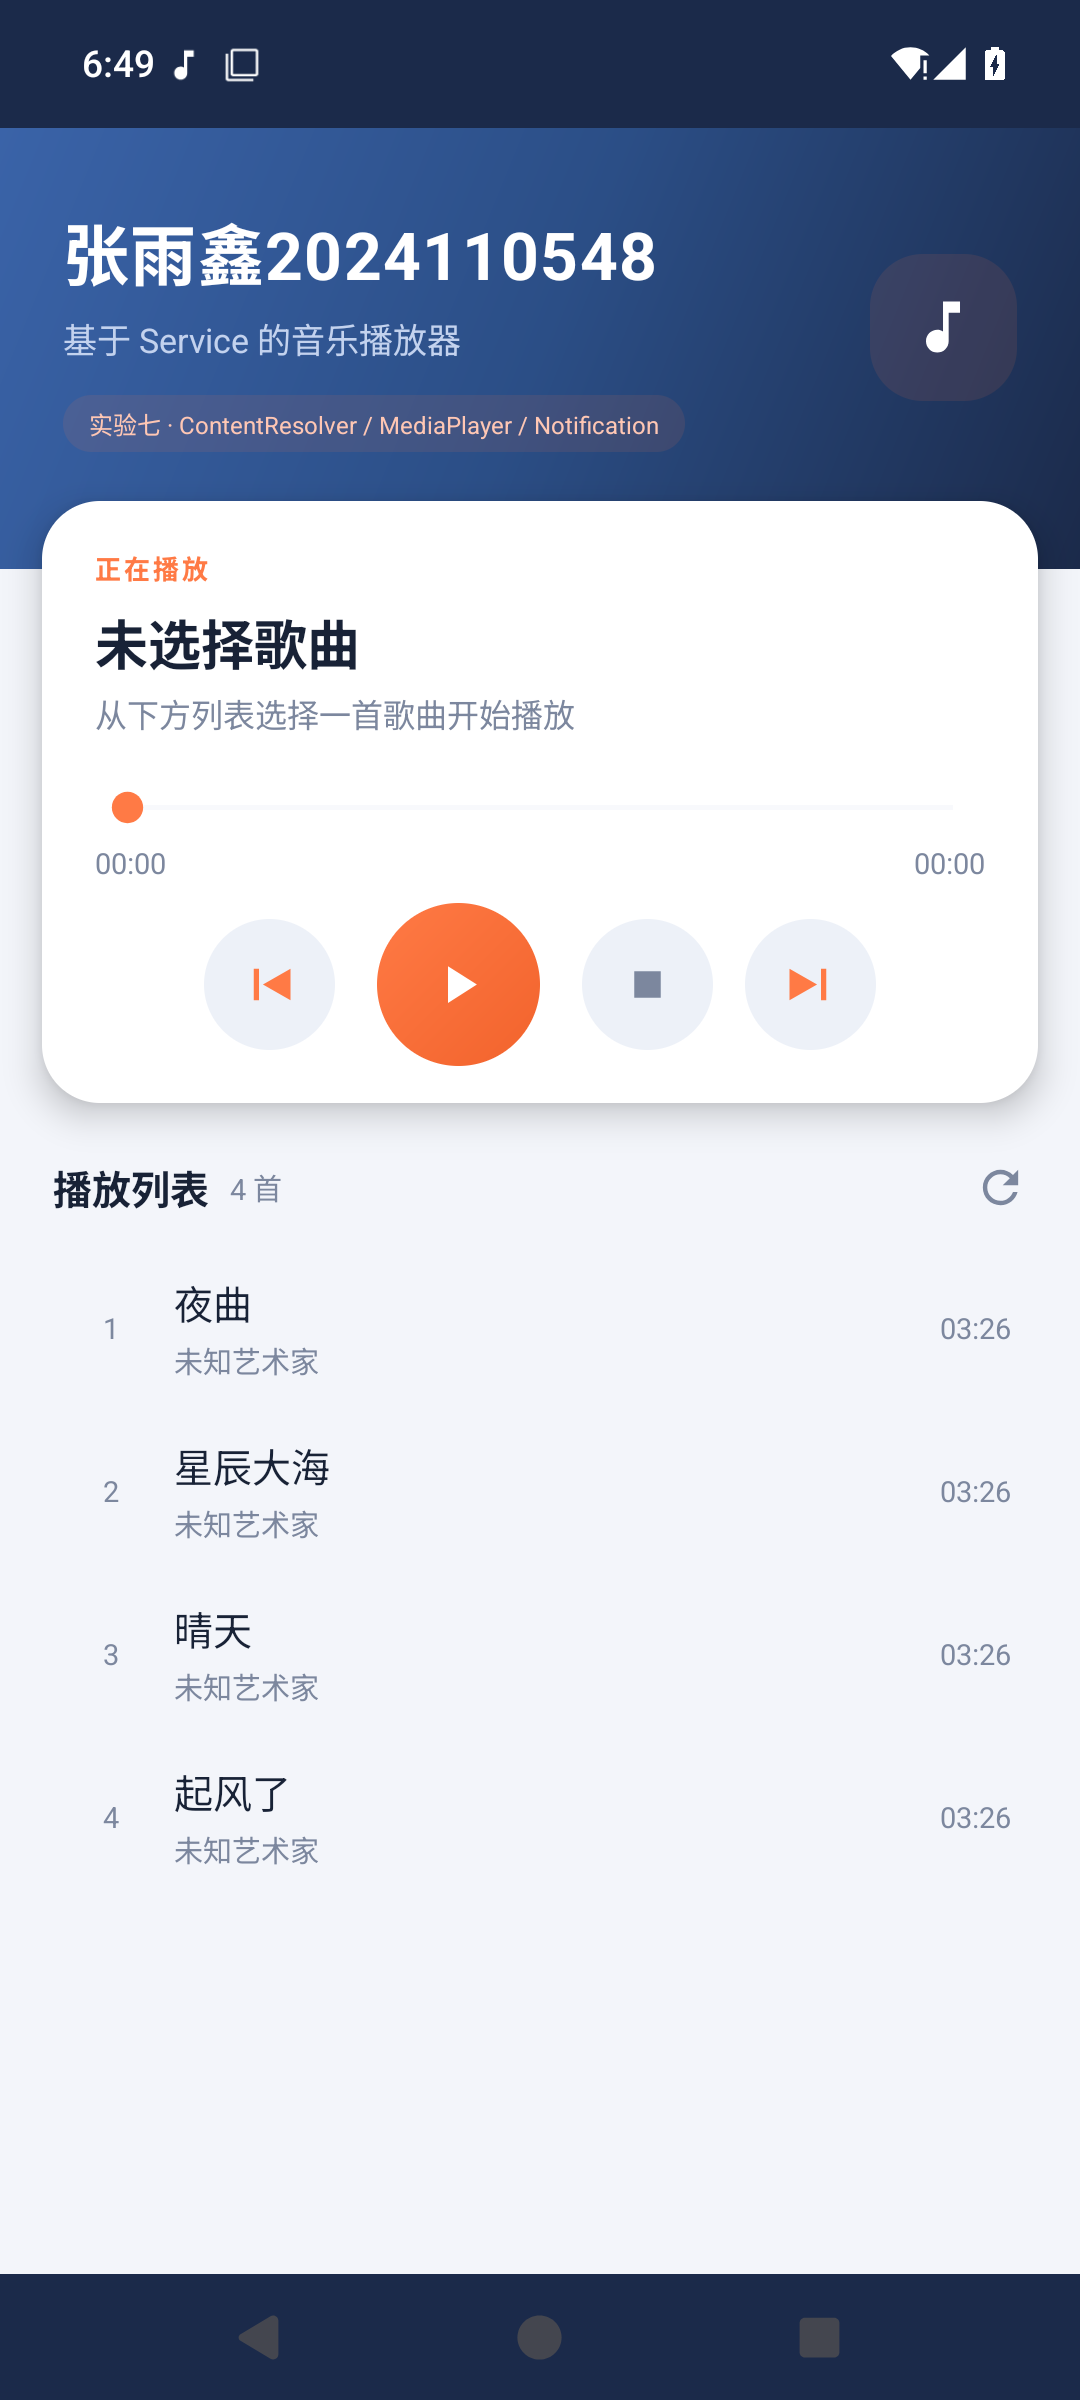 6:49
张雨鑫2024110548
基于 Service 的音乐播放器
实验七 · ContentResolver / MediaPlayer / Notification
正在播放
未选择歌曲
从下方列表选择一首歌曲开始播放
00:00 00:00
播放列表 4 首
夜曲
1 03:26
未知艺术家
星辰大海
2 03:26
未知艺术家
晴天
3 03:26
未知艺术家
起风了
4 03:26
未知艺术家